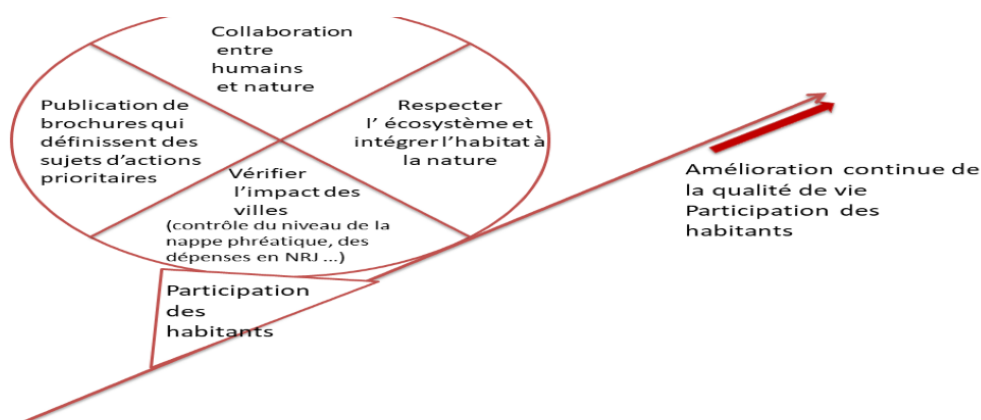 Collaboration
entre
humains
et nature
Publication de
brochures qui
définissent des
sujets d'actions
prioritaires
Respecter
l' écosystème et
intégrer l'habitat à
la nature
Vérifier
l'impact des
villes
(contrôle du niveau de la
nappe phréatique, des
dépenses en NRJ ...)
Participation
des
habitants
Amélioration continue de
la qualité de vie
Participation des
habitants